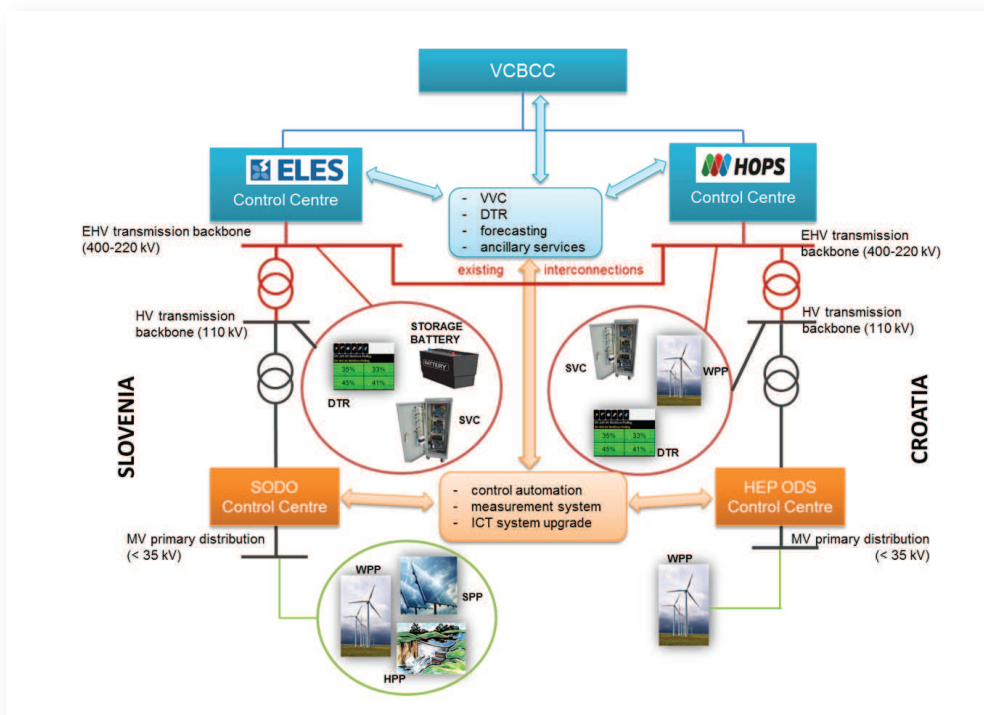 VCBCC
ELES
Control Centre
HOPS
Control Centre
- VVC
- DTR
- forecasting
- ancillary services
EHV transmission backbone
(400-220 kV)
EHV transmission
backbone (400-220 kV)
existing interconnections
HV transmission
backbone (110 kV)
HV transmission
backbone (110 kV)
STORAGE
BATTERY
BATTERY
35% 33%
45% 41%
DTR
SVC
SVC
WPP
35% 33%
45% 41%
DTR
SLOVENIA
CROATIA
SODO
Control Centre
- control automation
- measurement system
- ICT system upgrade
HEP ODS
Control Centre
MV primary distribution
(< 35 kV)
MV primary distribution
(< 35 kV)
WPP
SPP
HPP
WPP